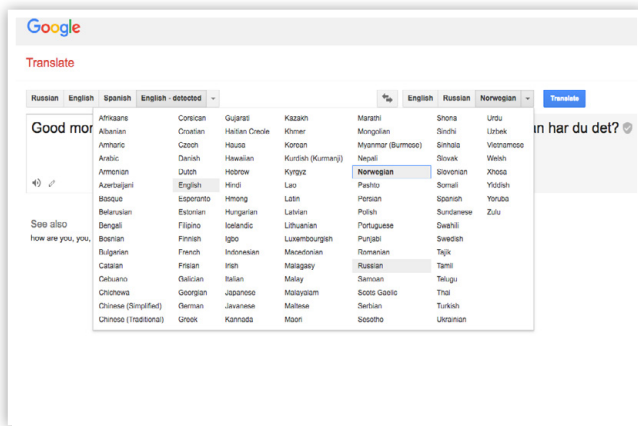 Google
Translate
Russian English Spanish English - detected English Russian Norwegian Translate
Good mor
an har du det?
See also
how are you, you,
Afrikaans Corsican Gujarati Kazakh Marathi Shona Urdu
Albanian Croatian Haitian Creole Khmer Mongolian Sindhi Uzbek
Amharic Czech Hausa Korean Myanmar (Burmese) Sinhala Vietnamese
Arabic Danish Hawaiian Kurdish (Kurmanji) Nepali Slovak Welsh
Armenian Dutch Hebrew Kyrgyz Norwegian Slovenian Xhosa
Azerbaijani English Hindi Lao Pashto Somali Yiddish
Basque Esperanto Hmong Latin Persian Spanish Yoruba
Belarusian Estonian Hungarian Latvian Polish Sundanese Zulu
Bengali Filipino Icelandic Lithuanian Portuguese Swahili
Bosnian Finnish Igbo Luxembourgish Punjabi Swedish
Bulgarian French Indonesian Macedonian Romanian Tajik
Catalan Frisian Irish Malagasy Russian Tamil
Cebuano Galician Italian Malay Samoan Telugu
Chichewa Georgian Japanese Malayalam Scots Gaelic Thai
Chinese (Simplified) German Javanese Maltese Serbian Turkish
Chinese (Traditional) Greek Kannada Maori Sesotho Ukrainian